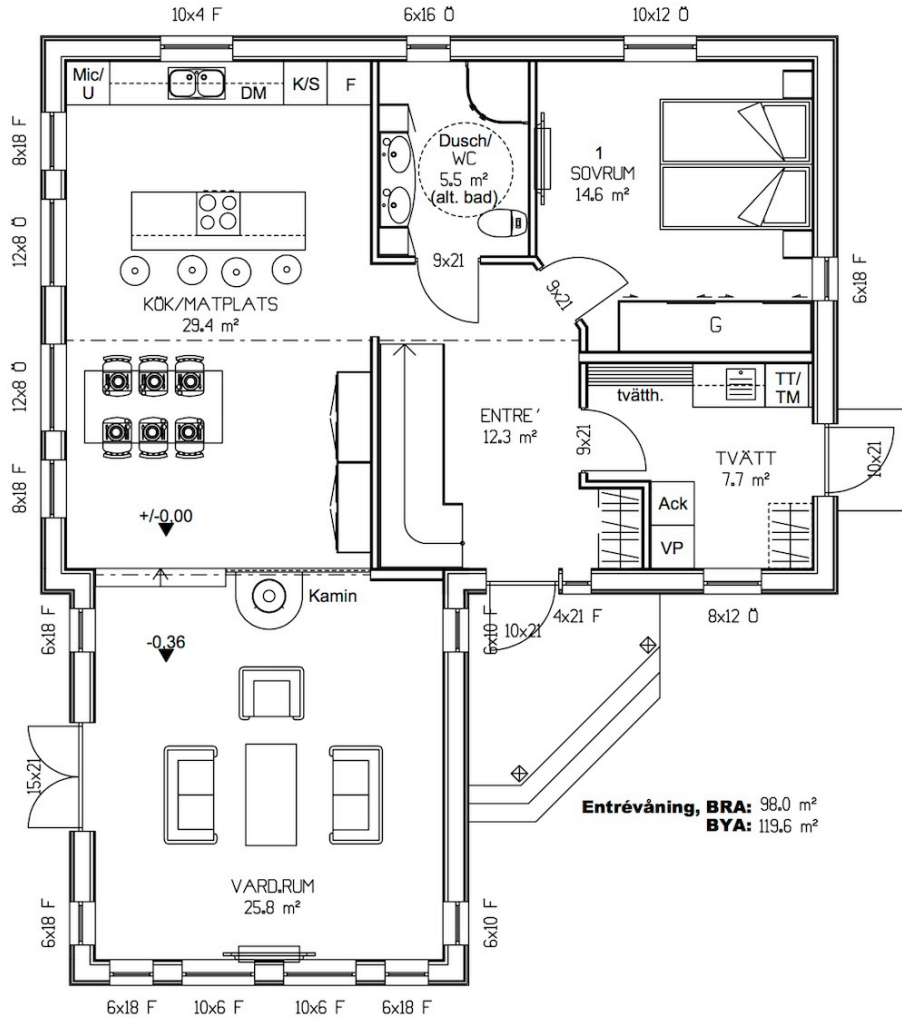 10x4 F
6x16 Ö
10x12 Ö
Mic/
U
DM
K/S
F
8x18 F
12x8 Ö
12x8 Ö
8x18 F
Dusch/
WC
5.5 m²
(alt. bad)
1
SOVRUM
14.6 m²
9x21
9x21
6x18 F
KÖK/MATPLATS
29.4 m²
G
ENTRE´
12.3 m²
9x21
tvätth.
TT/
TM
TVÄTT
7.7 m²
10x21
Ack
VP
+/-0,00
Kamin
-0,36
6x18 F
6x10 F
10x21
4x21 F
8x12 Ö
15x21
Entrévåning, BRA: 98.0 m²
BYA: 119.6 m²
VARD.RUM
25.8 m²
6x18 F
6x10 F
6x18 F
10x6 F
10x6 F
6x18 F